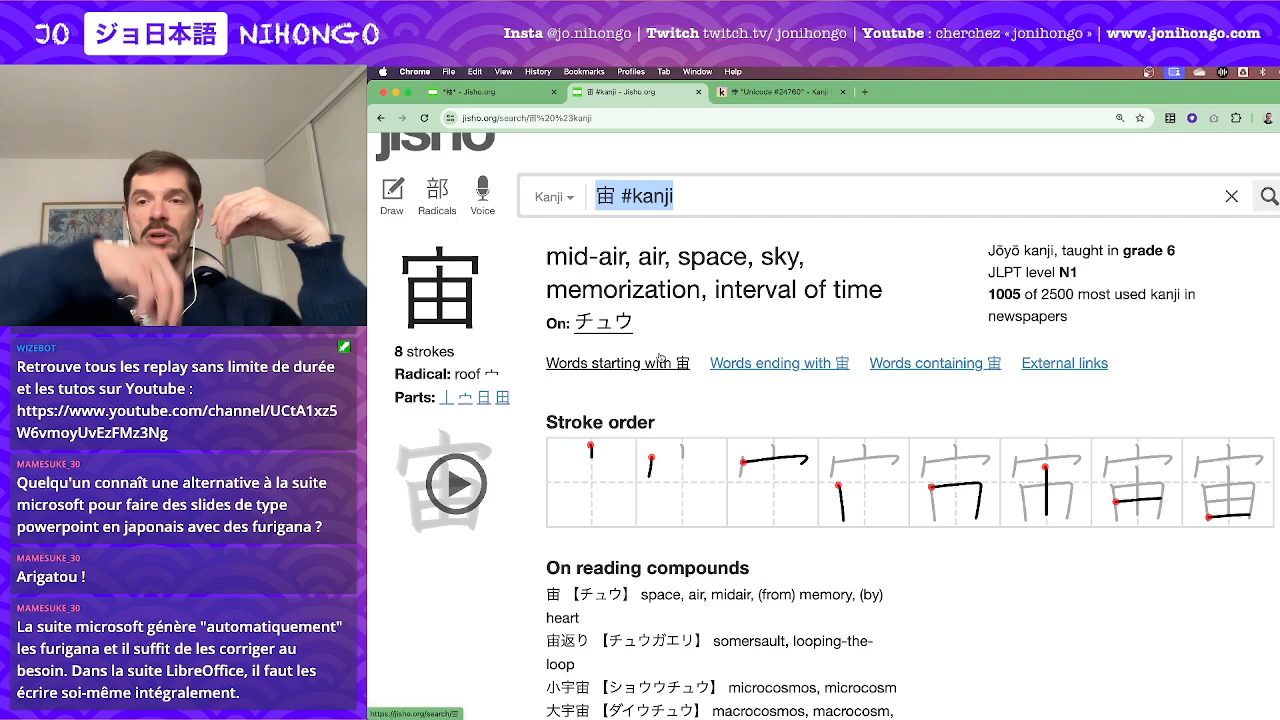 JO ジョ日本語 NIHONGO
Insta @jo.nihongo | Twitch twitch.tv/ jonihongo | Youtube : cherchez « jonihongo » | www.jonihongo.com
Chrome File Edit View History Bookmarks Profiles Tab Window Help
宙 #kanji - Jisho.org
jisho.org/search/宙%20%23kanji
Jisho
Draw Radicals Voice
Kanji
宙 #kanji
宙
mid-air, air, space, sky,
memorization, interval of time
On: チュウ
Jōyō kanji, taught in grade 6
JLPT level N1
1005 of 2500 most used kanji in
newspapers
8 strokes
Radical: roof 宀
Parts: 丨 宀 日 田
Words starting with 宙 Words ending with 宙 Words containing 宙 External links
Stroke order
宙
On reading compounds
宙 【チュウ】 space, air, midair, (from) memory, (by)
heart
宙返り 【チュウガエリ】 somersault, looping-the-
loop
小宇宙 【ショウウチュウ】 microcosmos, microcosm
大宇宙 【ダイウチュウ】 macrocosmos, macrocosm,
https://jisho.org/search/宙
WIZEBOT
Retrouve tous les replay sans limite de durée
et les tutos sur Youtube :
https://www.youtube.com/channel/UCtA1xz5
W6vmoyUvEzFMz3Ng
MAMESUKE_30
Quelqu'un connaît une alternative à la suite
microsoft pour faire des slides de type
powerpoint en japonais avec des furigana ?
MAMESUKE_30
Arigatou !
MAMESUKE_30
La suite microsoft génère "automatiquement"
les furigana et il suffit de les corriger au
besoin. Dans la suite LibreOffice, il faut les
écrire soi-même intégralement.